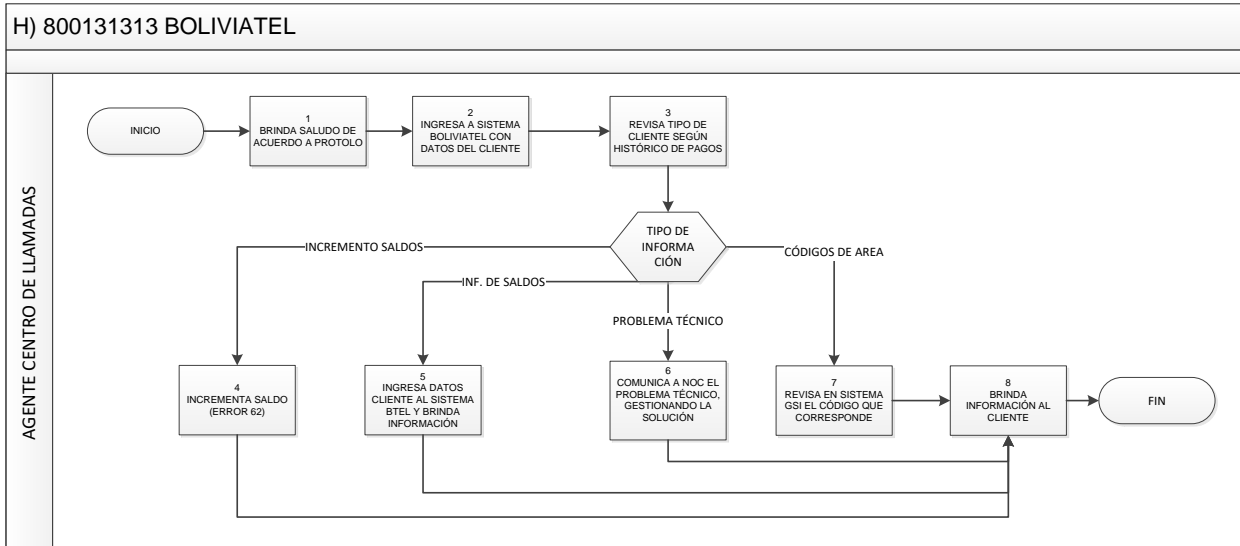 H) 800131313 BOLIVIATEL
AGENTE CENTRO DE LLAMADAS
INICIO
1
BRINDA SALUDO DE
ACUERDO A PROTOLO
2
INGRESA A SISTEMA
BOLIVIATEL CON
DATOS DEL CLIENTE
3
REVISA TIPO DE
CLIENTE SEGÚN
HISTÓRICO DE PAGOS
TIPO DE
INFORMA
CIÓN
INCREMENTO SALDOS
INF. DE SALDOS
PROBLEMA TÉCNICO
CÓDIGOS DE AREA
4
INCREMENTA SALDO
(ERROR 62)
5
INGRESA DATOS
CLIENTE AL SISTEMA
BTEL Y BRINDA
INFORMACIÓN
6
COMUNICA A NOC EL
PROBLEMA TÉCNICO,
GESTIONANDO LA
SOLUCIÓN
7
REVISA EN SISTEMA
GSI EL CÓDIGO QUE
CORRESPONDE
8
BRINDA
INFORMACIÓN AL
CLIENTE
FIN